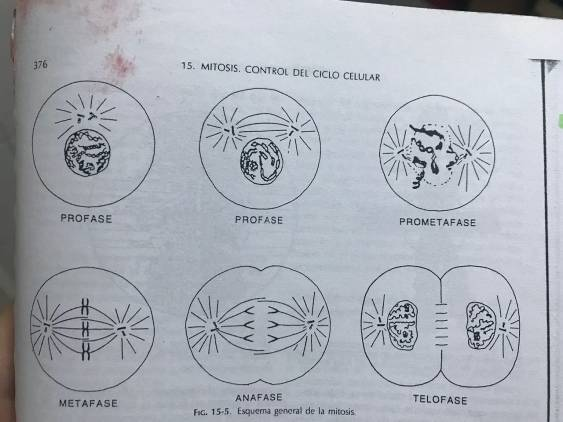 376
15. MITOSIS. CONTROL DEL CICLO CELULAR
PROFASE
PROFASE
PROMETAFASE
METAFASE
ANAFASE
TELOFASE
FIG. 15-5. Esquema general de la mitosis.